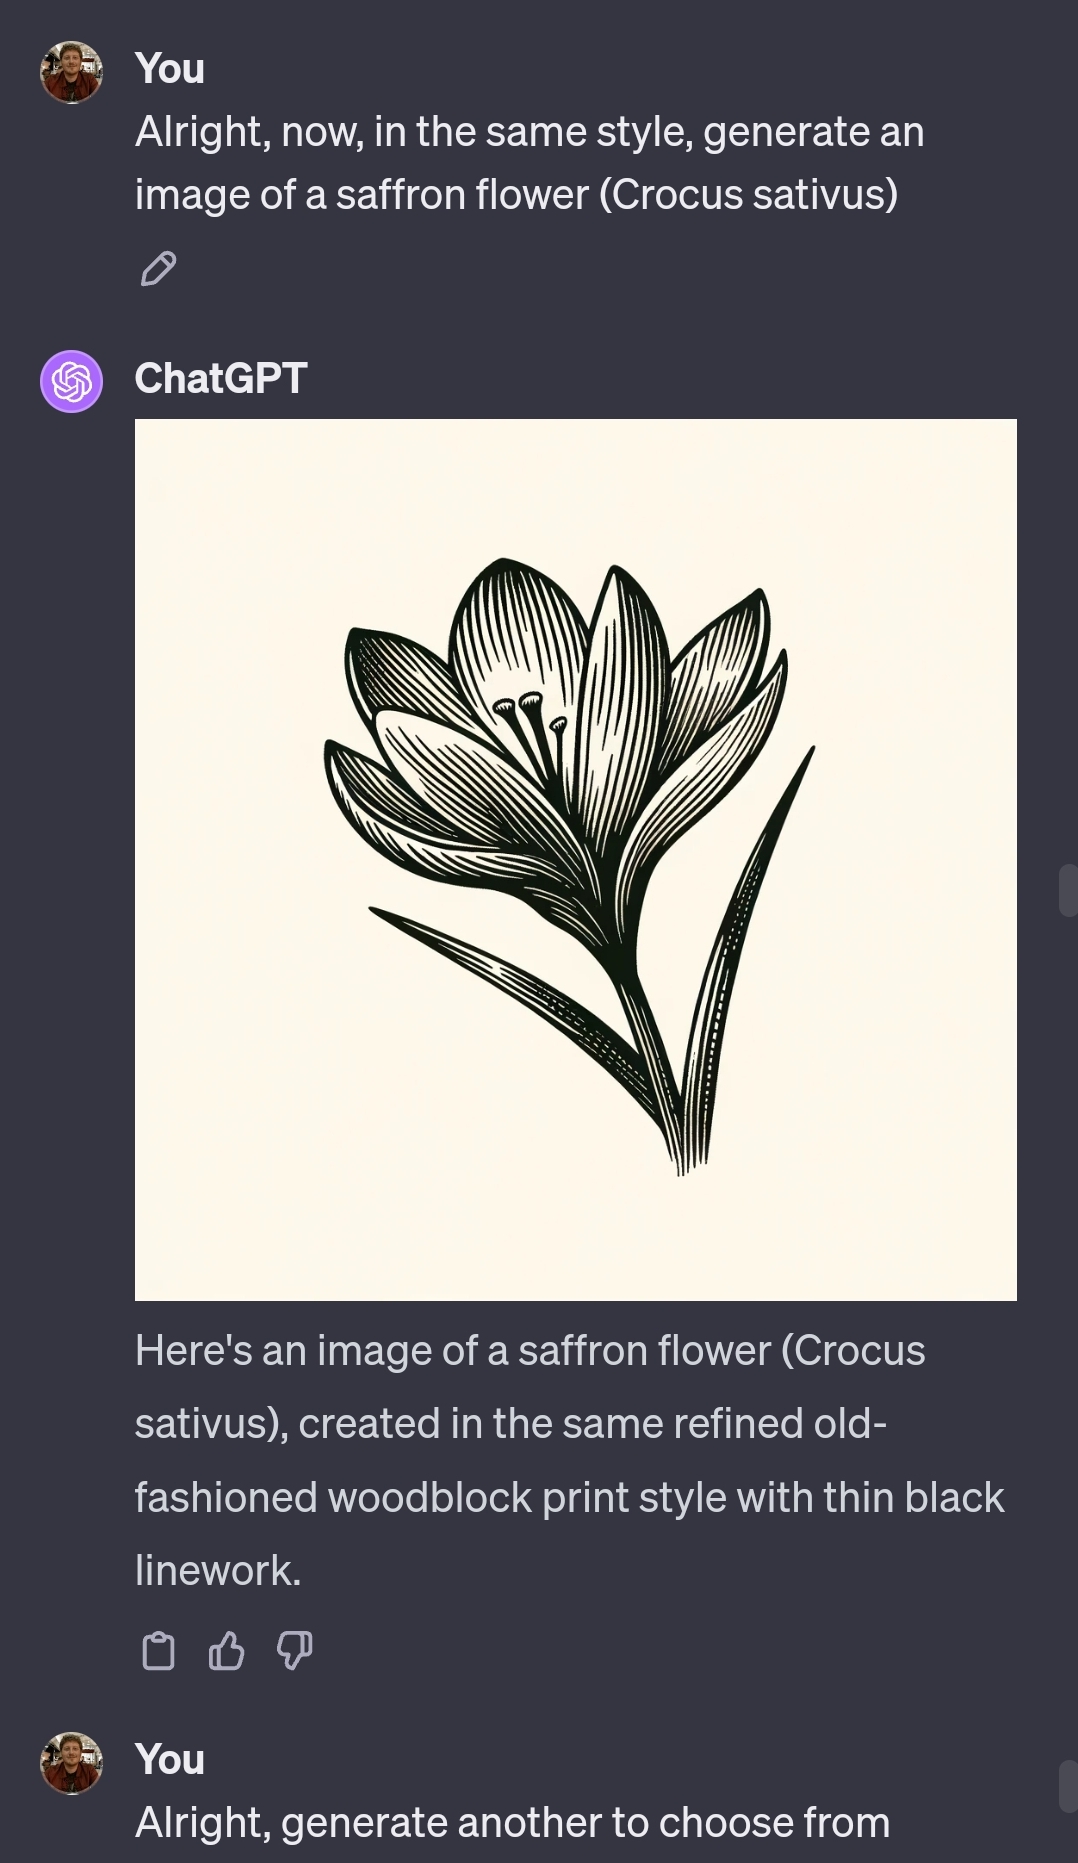 You
Alright, now, in the same style, generate an
image of a saffron flower (Crocus sativus)
ChatGPT
Here's an image of a saffron flower (Crocus
sativus), created in the same refined old-
fashioned woodblock print style with thin black
linework.
You
Alright, generate another to choose from